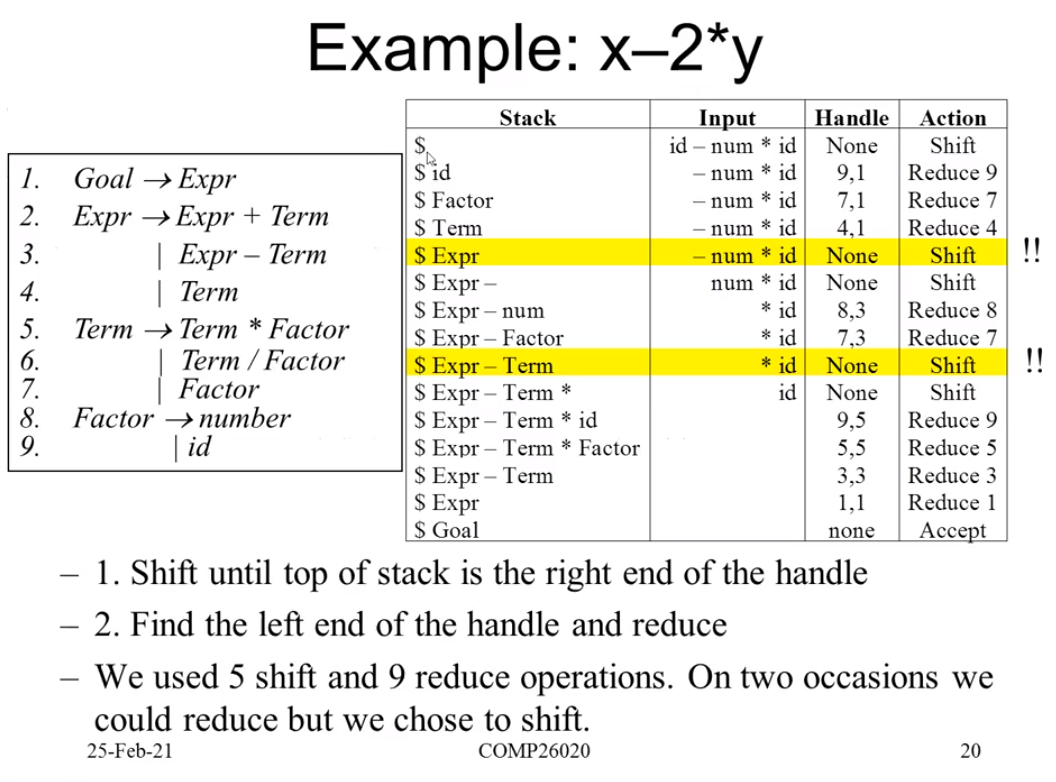 Example: x–2*y
1. Goal → Expr
2. Expr → Expr + Term
3. | Expr – Term
4. | Term
5. Term → Term * Factor
6. | Term / Factor
7. | Factor
8. Factor → number
9. | id
Stack Input Handle Action
$ id – num * id None Shift
$ id – num * id 9,1 Reduce 9
$ Factor – num * id 7,1 Reduce 7
$ Term – num * id 4,1 Reduce 4
$ Expr – num * id None Shift !!
$ Expr – num * id None Shift
$ Expr – num * id 8,3 Reduce 8
$ Expr – Factor * id 7,3 Reduce 7
$ Expr – Term * id None Shift !!
$ Expr – Term * id None Shift
$ Expr – Term * id 9,5 Reduce 9
$ Expr – Term * Factor 5,5 Reduce 5
$ Expr – Term 3,3 Reduce 3
$ Expr 1,1 Reduce 1
$ Goal none Accept
– 1. Shift until top of stack is the right end of the handle
– 2. Find the left end of the handle and reduce
– We used 5 shift and 9 reduce operations. On two occasions we
could reduce but we chose to shift.
25-Feb-21 COMP26020 20